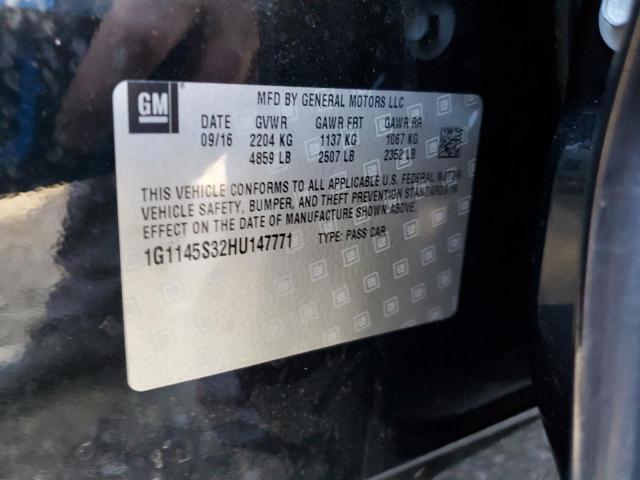 GM
MFD BY GENERAL MOTORS LLC
DATE GVWR GAWR FRT GAWR RR
09/16 2204 KG 1137 KG 1067 KG
4859 LB 2507 LB 2352 LB
THIS VEHICLE CONFORMS TO ALL APPLICABLE U.S. FEDERAL MOTOR
VEHICLE SAFETY, BUMPER, AND THEFT PREVENTION STANDARDS IN
EFFECT ON THE DATE OF MANUFACTURE SHOWN ABOVE.
1G1145S32HU147771 TYPE: PASS CAR